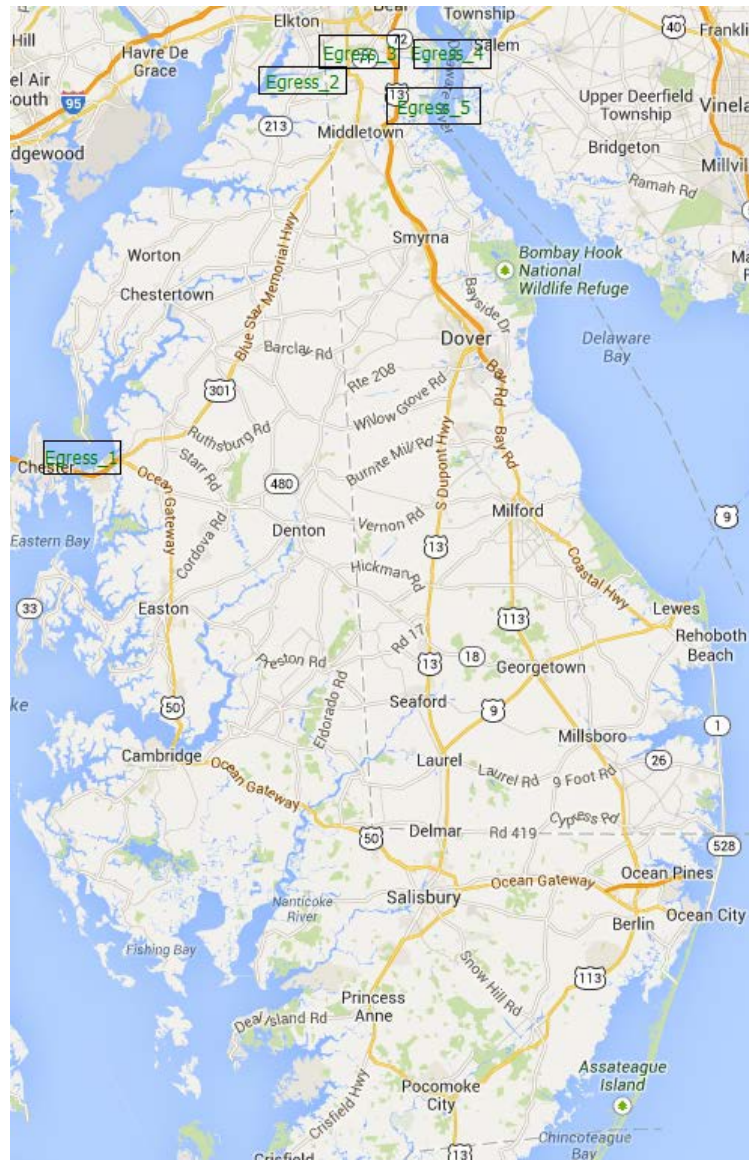 Elkton
Bear
Township
Hill
Havre De
Grace
Egress_3
72
Egress_4
Salem
40
Franklin
el Air
South
95
Egress_2
13
Egress_5
Upper Deerfield
Township
Vinela
213
Middletown
dgewood
Bridgeton
Millvil
Ramah Rd
Worton
Smyrna
Bombay Hook
National
Wildlife Refuge
Chestertown
Blue Star Memorial Hwy
Bayside Dr
Dover
Delaware
Bay
Barclay Rd
Rte 208
Bay Rd
301
Willow Grove Rd
Ruthsburg Rd
S Dupont Hwy
Bay Rd
Egress_1
Chester
Starr Rd
Burnite Mill Rd
Ocean Gateway
480
Milford
9
Eastern Bay
Cordova Rd
Denton
Vernon Rd
13
Hickman Rd
Coastal Hwy
33
Easton
113
Lewes
Rehoboth
Beach
Rd 17
13
18
Preston Rd
Georgetown
Eldorado Rd
ke
50
Seaford
9
1
Millsboro
Cambridge
Laurel
26
Ocean Gateway
Laurel Rd
9 Foot Rd
Cypress Rd
50
Delmar
Rd 419
528
Ocean Pines
Ocean Gateway
Nanticoke
River
Salisbury
Ocean City
Berlin
Fishing Bay
Snow Hill Rd
113
Princess
Anne
Deal Island Rd
Assateague
Island
Pocomoke
City
Crisfield Hwy
Chincoteague
Bay
13
Crisfield